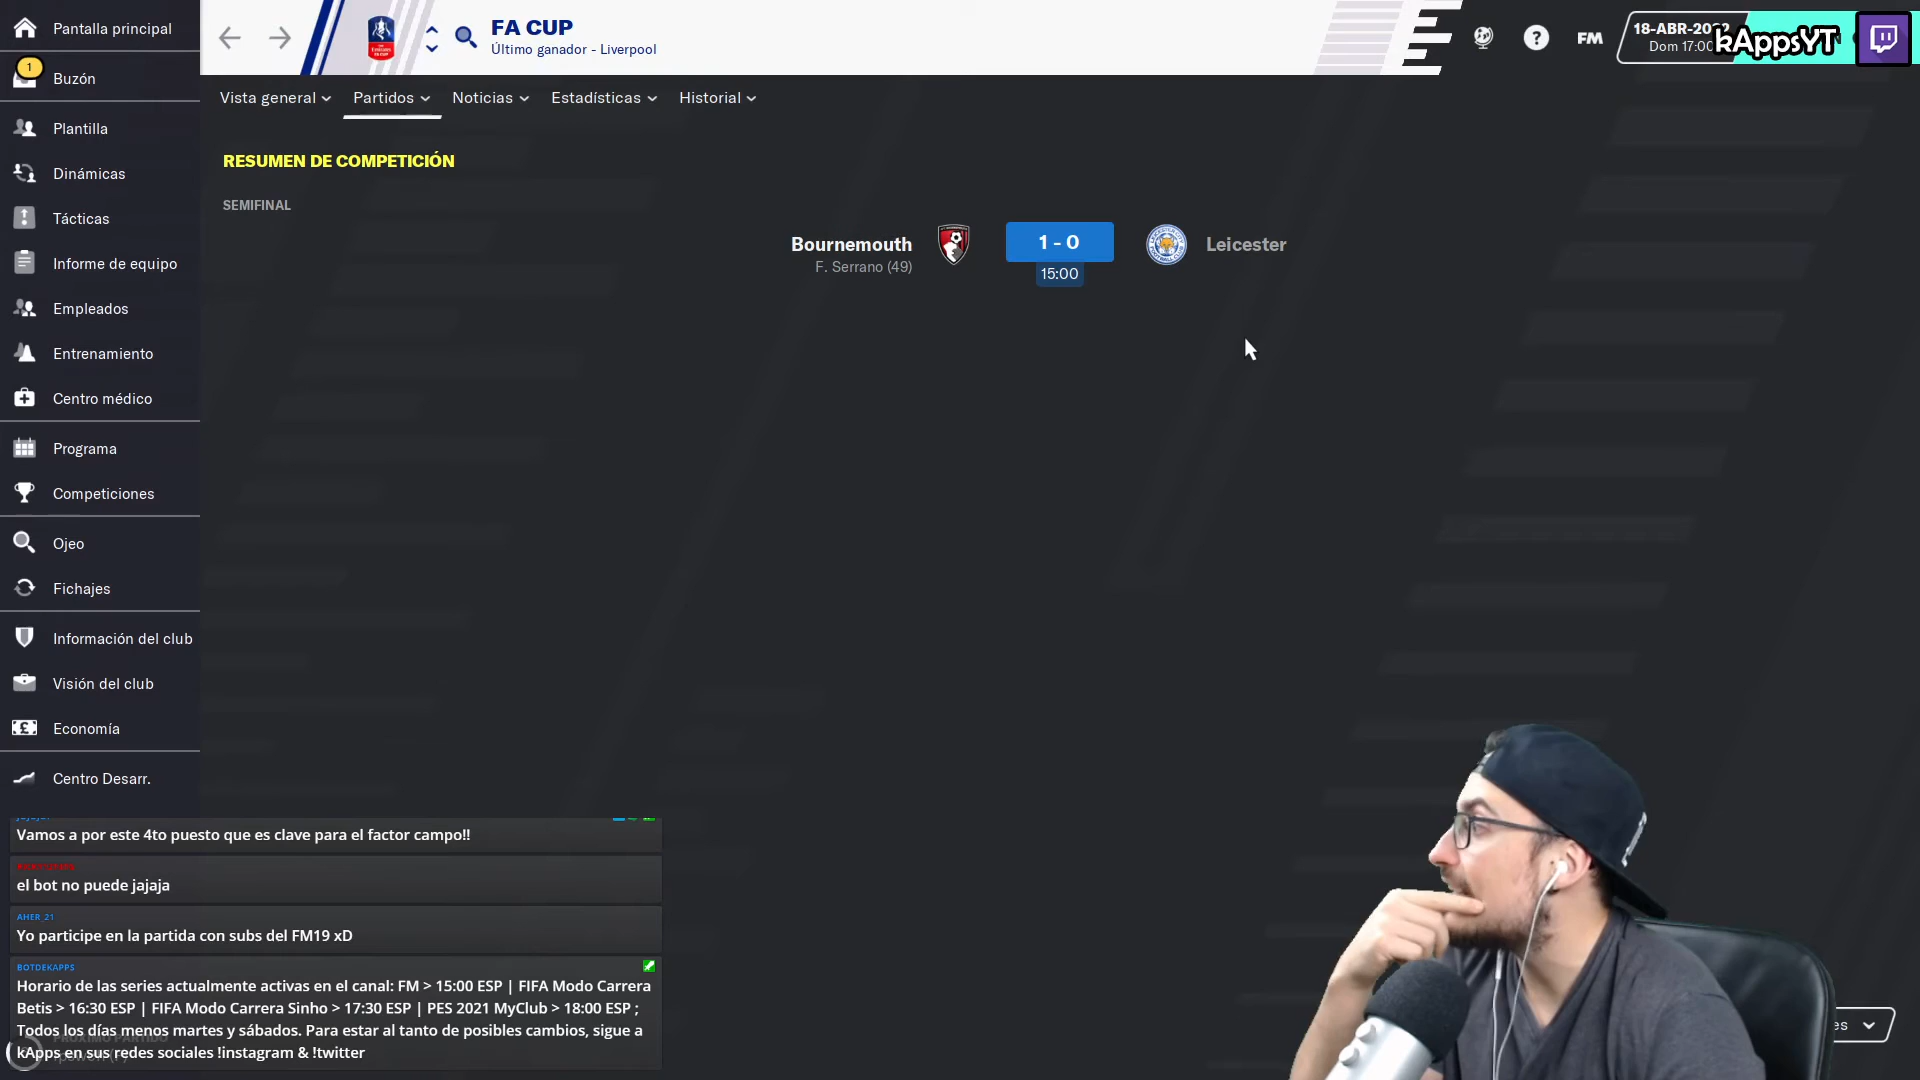 Pantalla principal
1
Buzón
Plantilla
Dinámicas
Tácticas
Informe de equipo
Empleados
Entrenamiento
Centro médico
Programa
Competiciones
Ojeo
Fichajes
Información del club
Visión del club
Economía
Centro Desarr.
FA CUP
Último ganador - Liverpool
FM
18-ABR-2022
Dom 17:00
kAppsYT
Vista general
Partidos
Noticias
Estadísticas
Historial
RESUMEN DE COMPETICIÓN
SEMIFINAL
Bournemouth
F. Serrano (49)
1 - 0
15:00
Leicester
Vamos a por este 4to puesto que es clave para el factor campo!!
el bot no puede jajaja
AHER_21
Yo participe en la partida con subs del FM19 xD
BOTDEKAPPS
Horario de las series actualmente activas en el canal: FM > 15:00 ESP | FIFA Modo Carrera
Betis > 16:30 ESP | FIFA Modo Carrera Sinho > 17:30 ESP | PES 2021 MyClub > 18:00 ESP ;
Todos los días menos martes y sábados. Para estar al tanto de posibles cambios, sigue a
kApps en sus redes sociales !instagram & !twitter
PRÓXIMO PARTIDO